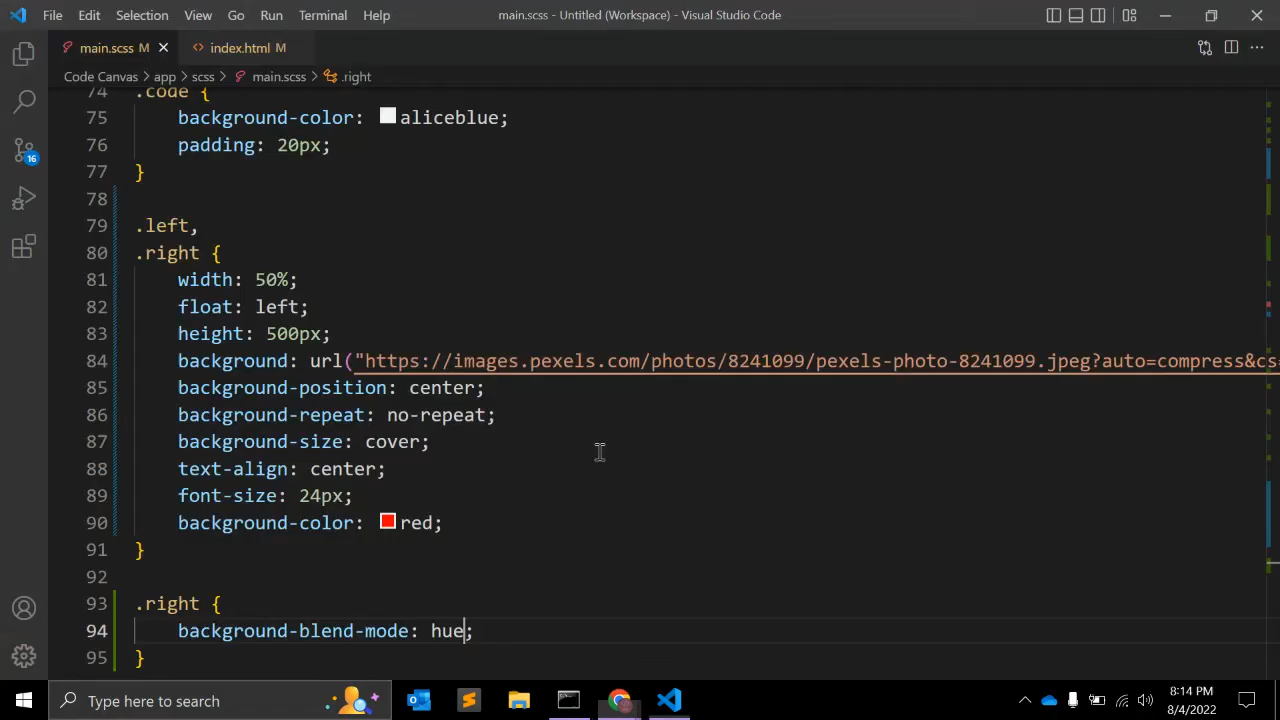 File Edit Selection View Go Run Terminal Help main.scss - Untitled (Workspace) - Visual Studio Code
main.scss M index.html M
Code Canvas > app > scss > main.scss > .right
74 .code {
75 background-color: aliceblue;
76 padding: 20px;
77 }
78
79 .left,
80 .right {
81 width: 50%;
82 float: left;
83 height: 500px;
84 background: url("https://images.pexels.com/photos/8241099/pexels-photo-8241099.jpeg?auto=compress&cs=
85 background-position: center;
86 background-repeat: no-repeat;
87 background-size: cover;
88 text-align: center;
89 font-size: 24px;
90 background-color: red;
91 }
92
93 .right {
94 background-blend-mode: hue;
95 }
16
Type here to search
8:14 PM
8/4/2022